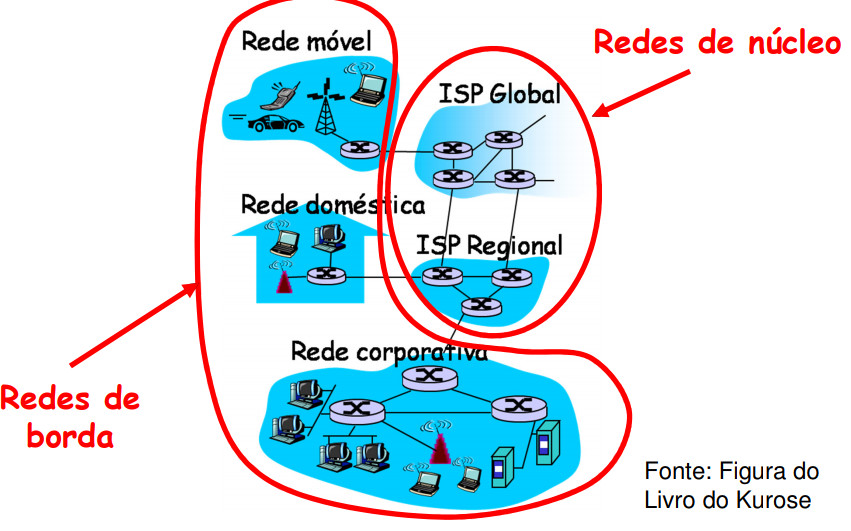 Rede móvel
Redes de núcleo
ISP Global
Rede doméstica
ISP Regional
Rede corporativa
Redes de
borda
Fonte: Figura do
Livro do Kurose